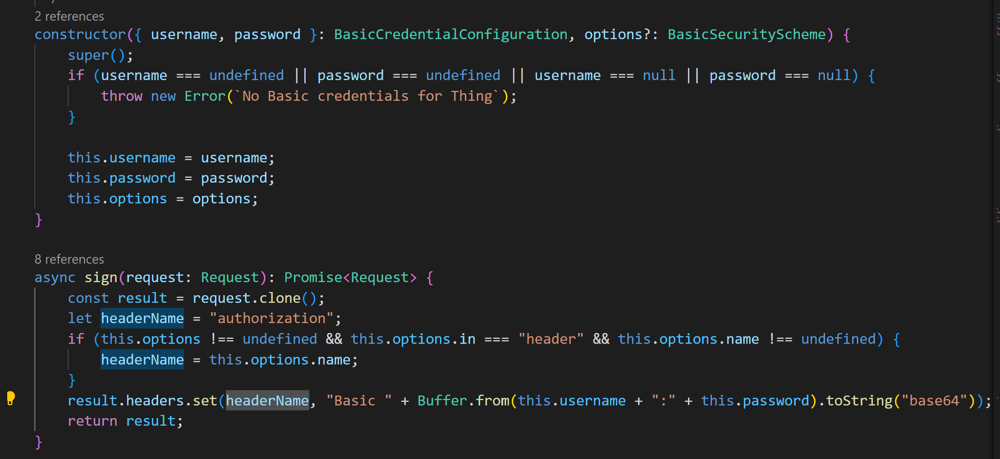 2 references
constructor({ username, password }: BasicCredentialConfiguration, options?: BasicSecurityScheme) {
super();
if (username === undefined || password === undefined || username === null || password === null) {
throw new Error(`No Basic credentials for Thing`);
}
this.username = username;
this.password = password;
this.options = options;
}
8 references
async sign(request: Request): Promise<Request> {
const result = request.clone();
let headerName = "authorization";
if (this.options !== undefined && this.options.in === "header" && this.options.name !== undefined) {
headerName = this.options.name;
}
result.headers.set(headerName, "Basic " + Buffer.from(this.username + ":" + this.password).toString("base64"));
return result;
}